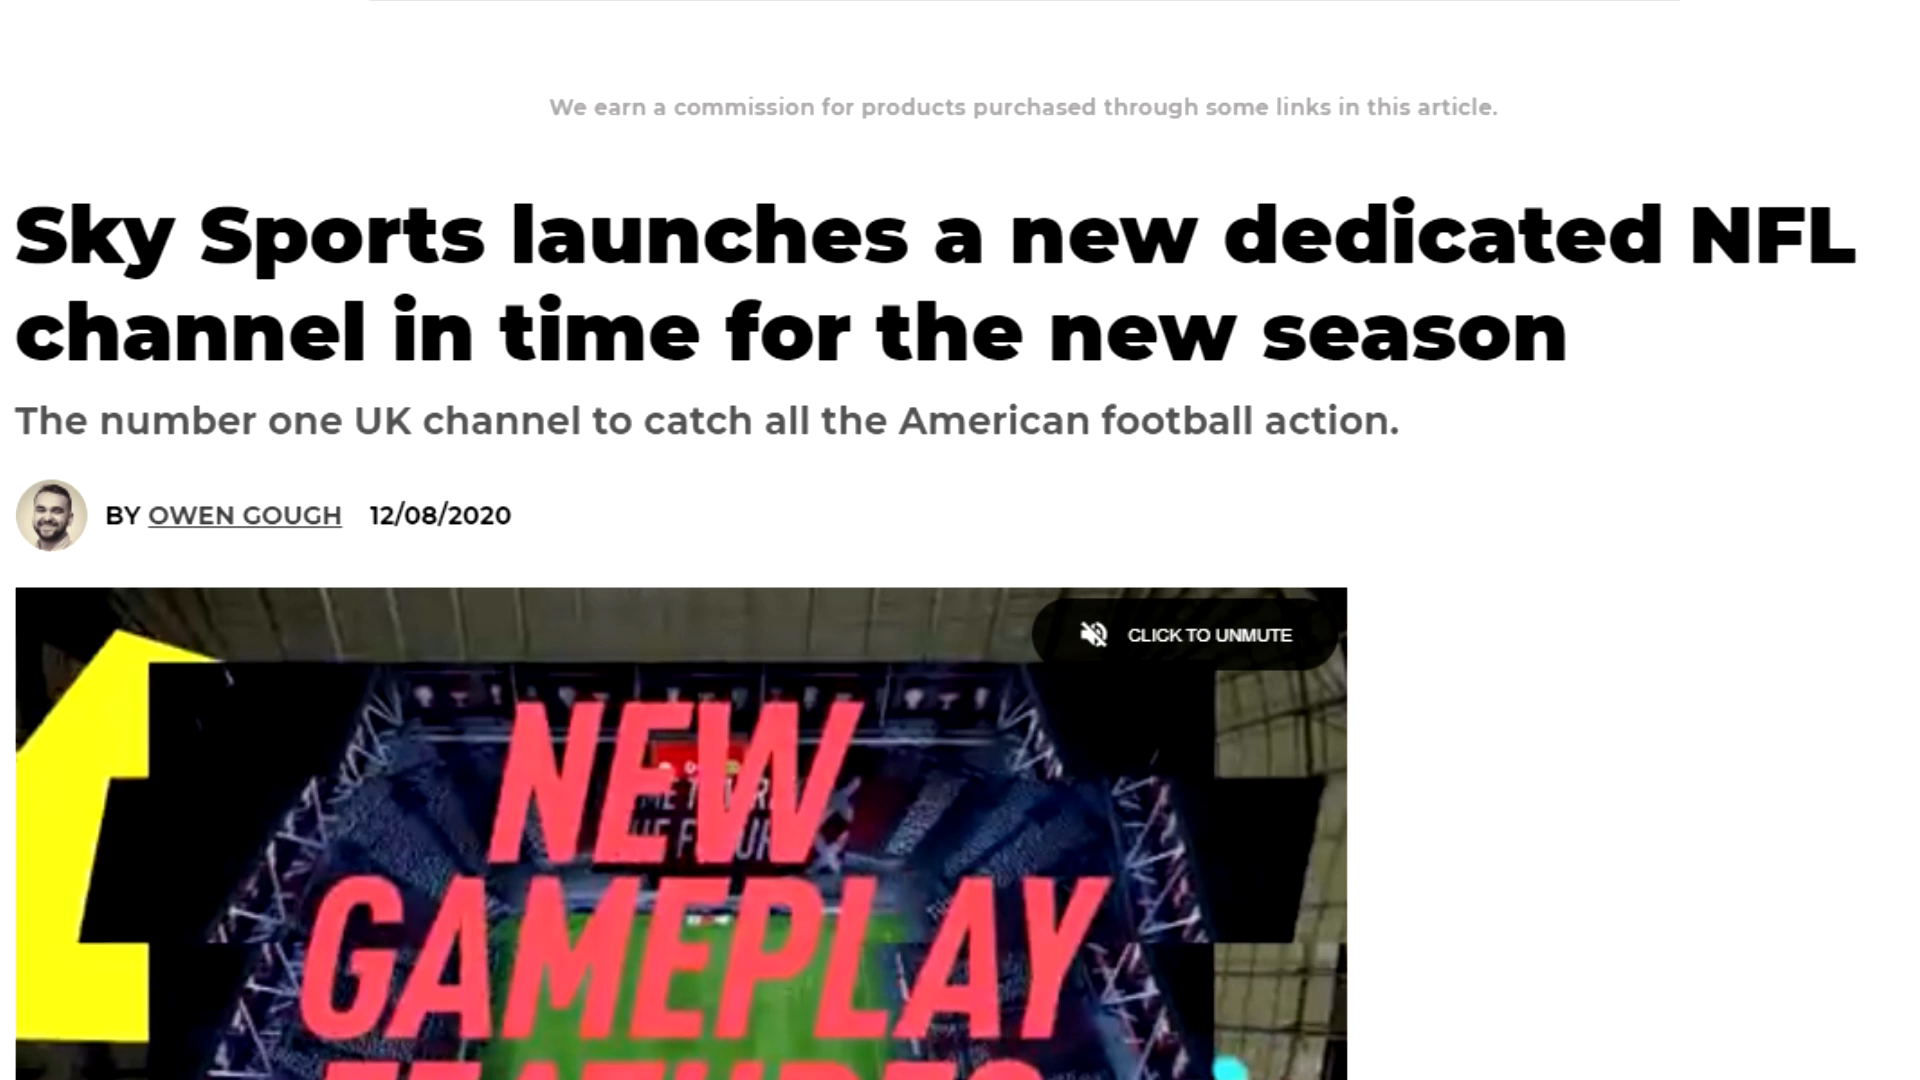 We earn a commission for products purchased through some links in this article.
Sky Sports launches a new dedicated NFL
channel in time for the new season
The number one UK channel to catch all the American football action.
BY OWEN GOUGH 12/08/2020
CLICK TO UNMUTE
NEW
GAMEPLAY
FEATURES